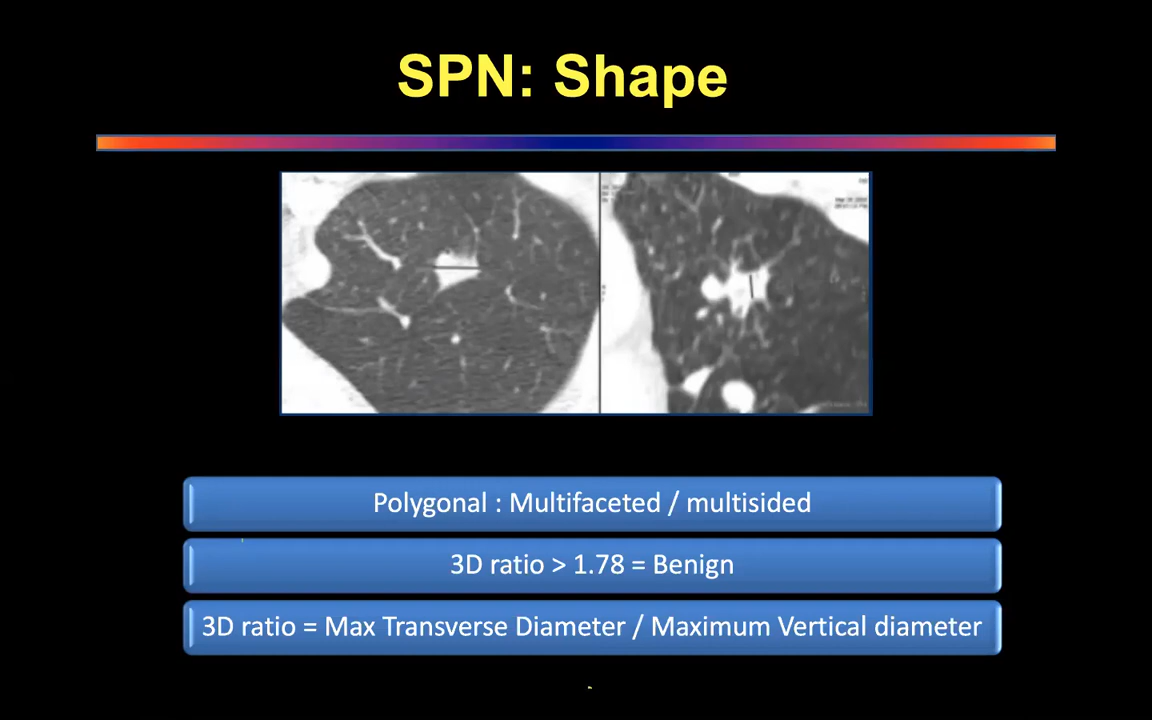 SPN: Shape
Polygonal : Multifaceted / multisided
3D ratio > 1.78 = Benign
3D ratio = Max Transverse Diameter / Maximum Vertical diameter